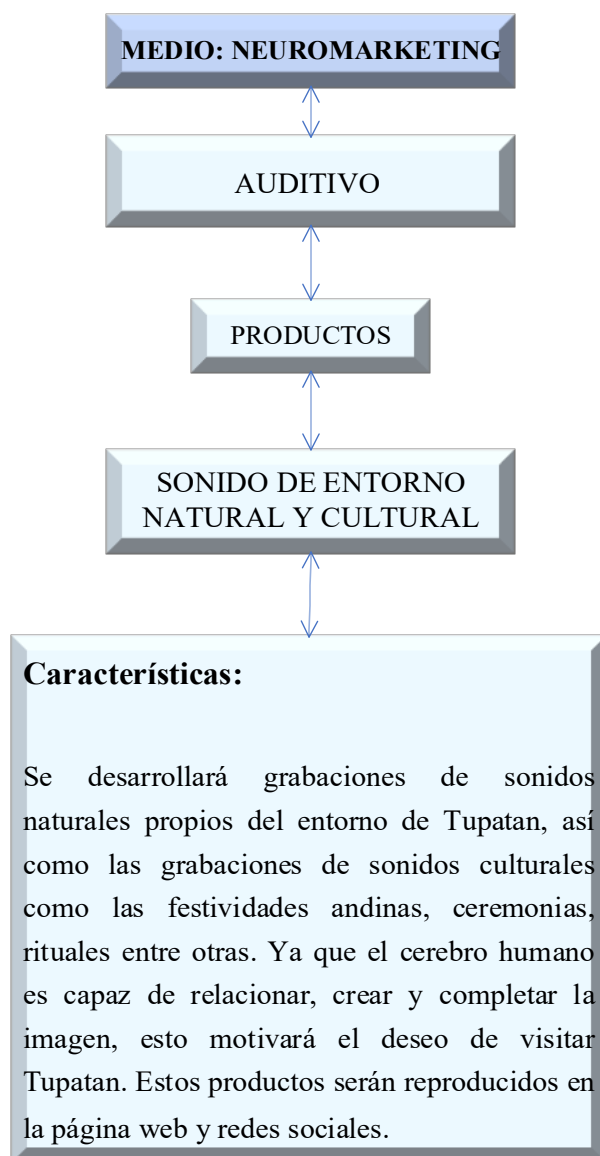 MEDIO: NEUROMARKETING
AUDITIVO
PRODUCTOS
SONIDO DE ENTORNO
NATURAL Y CULTURAL
Características:
Se desarrollará grabaciones de sonidos
naturales propios del entorno de Tupatan, así
como las grabaciones de sonidos culturales
como las festividades andinas, ceremonias,
rituales entre otras. Ya que el cerebro humano
es capaz de relacionar, crear y completar la
imagen, esto motivará el deseo de visitar
Tupatan. Estos productos serán reproducidos en
la página web y redes sociales.